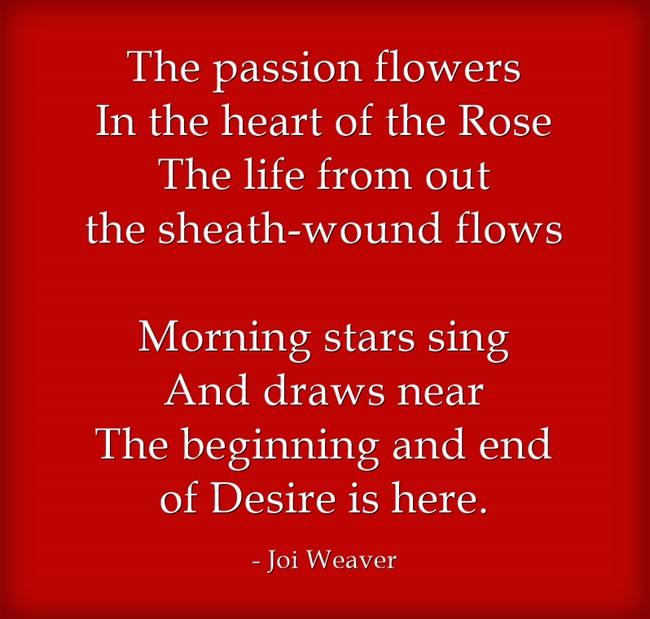 The passion flowers
In the heart of the Rose
The life from out
the sheath-wound flows
Morning stars sing
And draws near
The beginning and end
of Desire is here.
- Joi Weaver